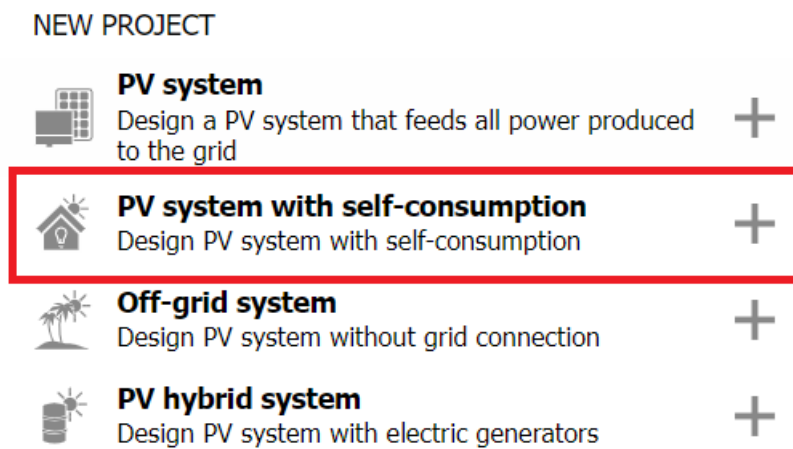 NEW PROJECT
PV system
Design a PV system that feeds all power produced
to the grid
PV system with self-consumption
Design PV system with self-consumption
Off-grid system
Design PV system without grid connection
PV hybrid system
Design PV system with electric generators